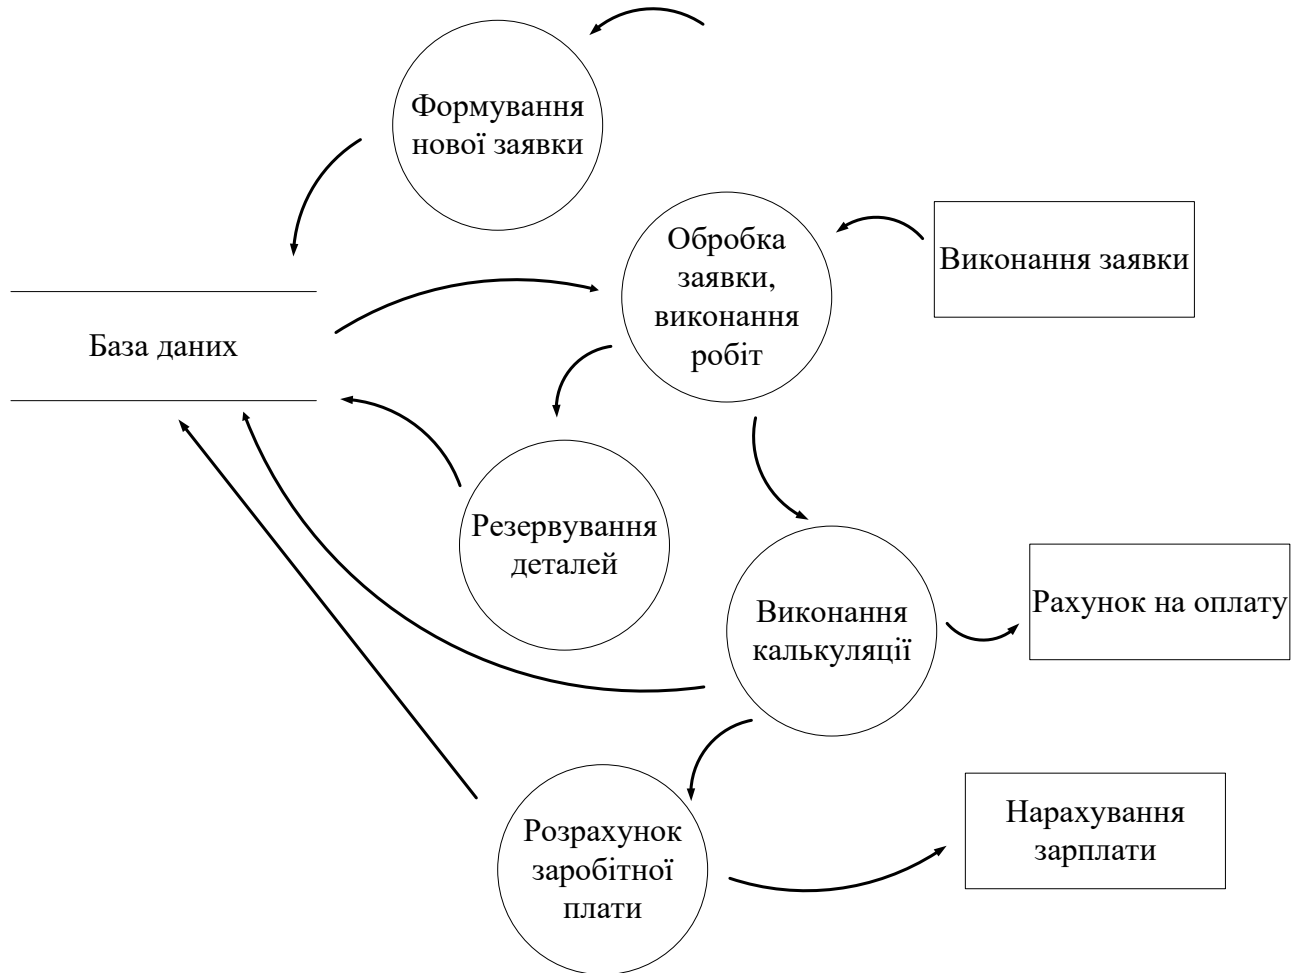 Формування
нової заявки
Обробка
заявки,
виконання
робіт
Виконання заявки
База даних
Резервування
деталей
Виконання
калькуляції
Рахунок на оплату
Розрахунок
заробітної
плати
Нарахування
зарплати